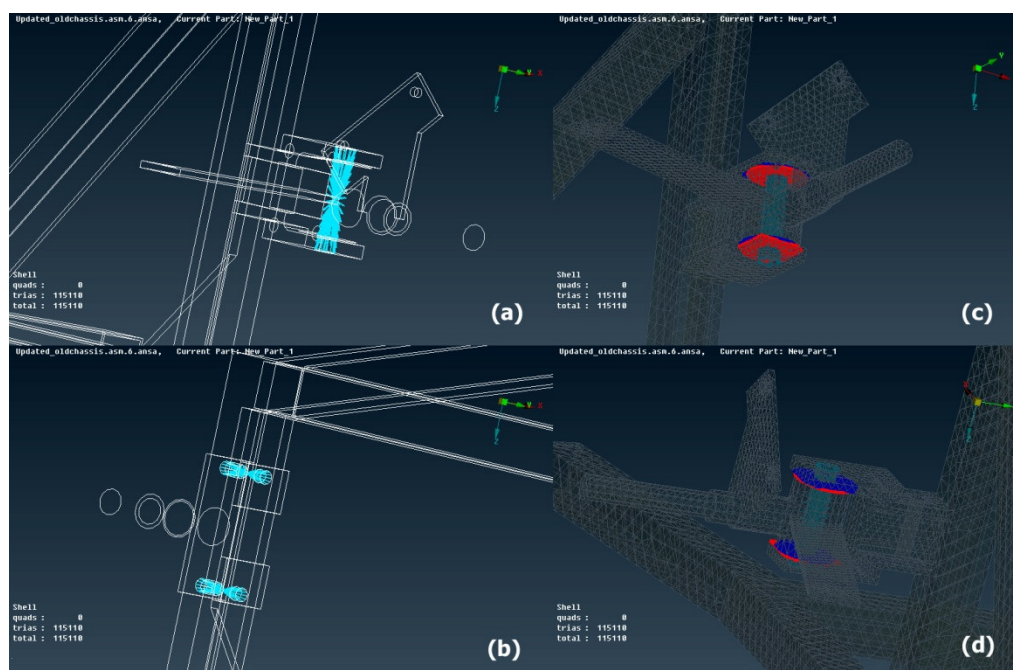 Updated_oldchassis.asm.6.ansa,   Current Part: New_Part_1
Y X
Z
Shell
quads :       0
trias :  115110
total :  115110
(a)
Updated_oldchassis.asm.6.ansa,   Current Part: New_Part_1
Y
Z
Shell
quads :       0
trias :  115110
total :  115110
(c)
Updated_oldchassis.asm.6.ansa,   Current Part: New_Part_1
Y X
Z
Shell
quads :       0
trias :  115110
total :  115110
(b)
Updated_oldchassis.asm.6.ansa,   Current Part: New_Part_1
X
Shell
quads :       0
trias :  115110
total :  115110
(d)